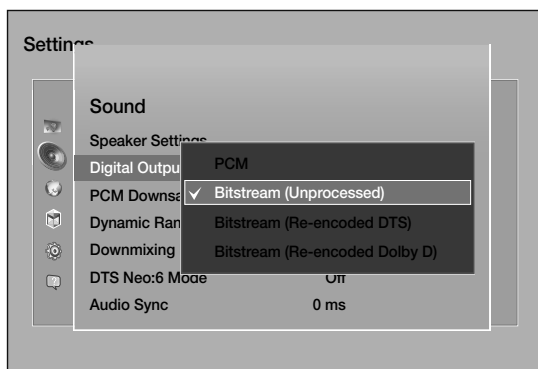 Settings
Sound
Speaker Settings
Digital Outpu
PCM
PCM Downsa
✓ Bitstream (Unprocessed)
Dynamic Ran
Bitstream (Re-encoded DTS)
Downmixing
Bitstream (Re-encoded Dolby D)
DTS Neo:6 Mode Off
Audio Sync 0 ms